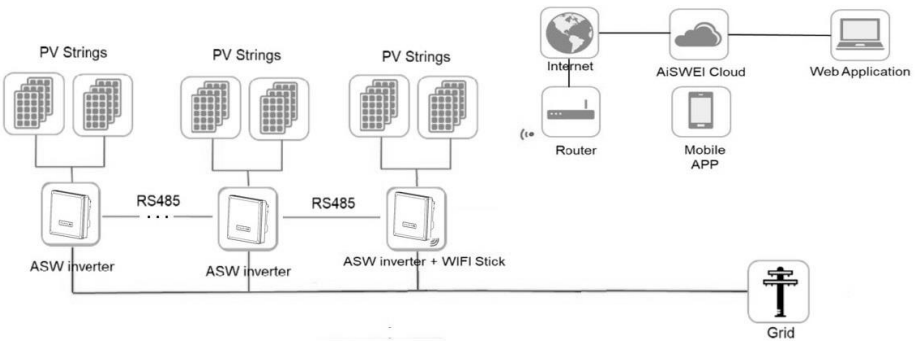 PV Strings
PV Strings
PV Strings
Internet
AiSWEI Cloud
Web Application
Router
Mobile
APP
RS485
RS485
ASW inverter
ASW inverter
ASW inverter + WIFI Stick
Grid